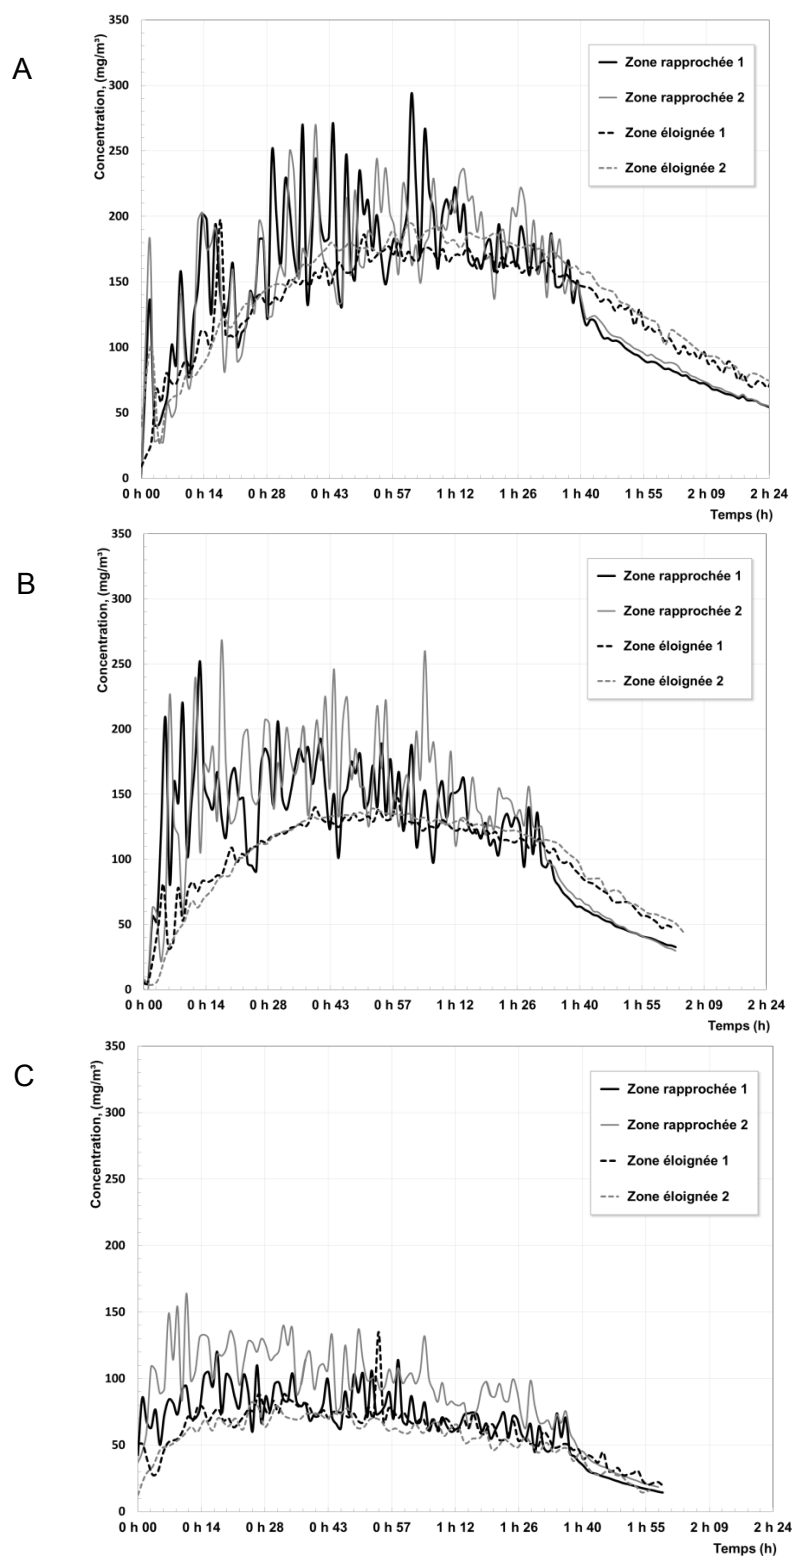 A
Concentration, (mg/m³)
350
300
250
200
150
100
50
0
Zone rapprochée 1
Zone rapprochée 2
Zone éloignée 1
Zone éloignée 2
0 h 00 0 h 14 0 h 28 0 h 43 0 h 57 1 h 12 1 h 26 1 h 40 1 h 55 2 h 09 2 h 24
Temps (h)
B
Concentration, (mg/m³)
350
300
250
200
150
100
50
0
Zone rapprochée 1
Zone rapprochée 2
Zone éloignée 1
Zone éloignée 2
0 h 00 0 h 14 0 h 28 0 h 43 0 h 57 1 h 12 1 h 26 1 h 40 1 h 55 2 h 09 2 h 24
Temps (h)
C
Concentration, (mg/m³)
350
300
250
200
150
100
50
0
Zone rapprochée 1
Zone rapprochée 2
Zone éloignée 1
Zone éloignée 2
0 h 00 0 h 14 0 h 28 0 h 43 0 h 57 1 h 12 1 h 26 1 h 40 1 h 55 2 h 09 2 h 24
Temps (h)